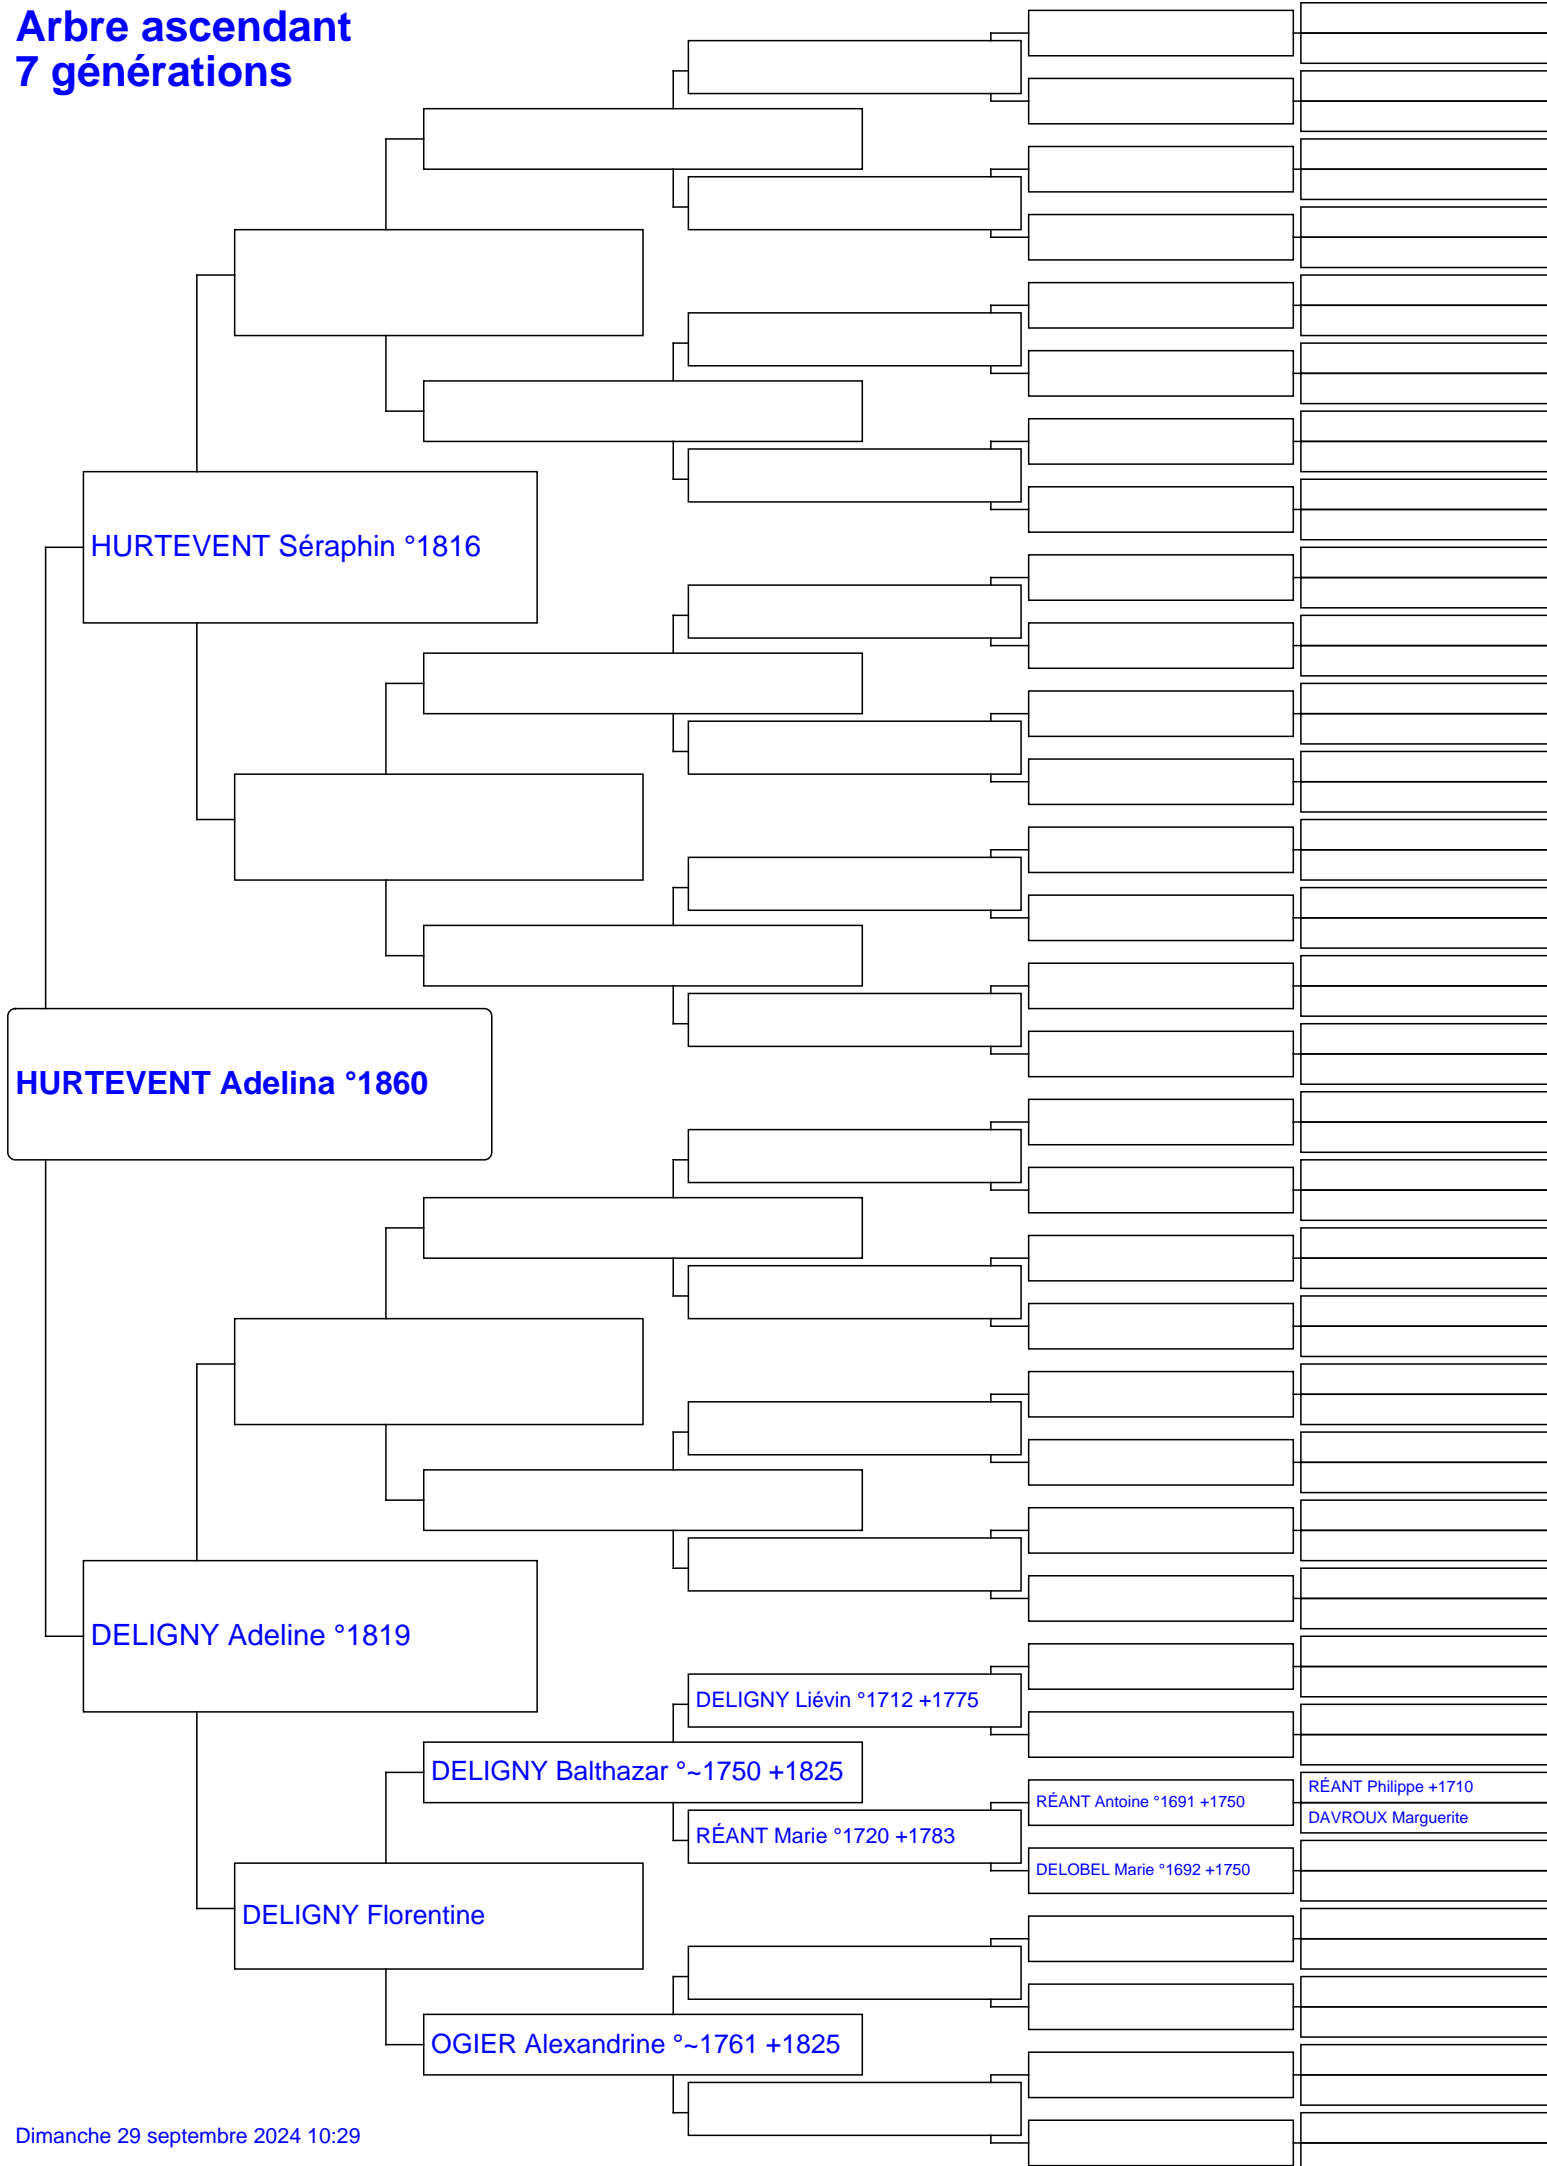 Arbre ascendant
7 générations
HURTEVENT Séraphin °1816
HURTEVENT Adelina °1860
DELIGNY Adeline °1819
DELIGNY Liévin °1712 +1775
DELIGNY Balthazar °~1750 +1825
RÉANT Philippe +1710
RÉANT Antoine °1691 +1750
DAVROUX Marguerite
RÉANT Marie °1720 +1783
DELOBEL Marie °1692 +1750
DELIGNY Florentine
OGIER Alexandrine °~1761 +1825
Dimanche 29 septembre 2024 10:29